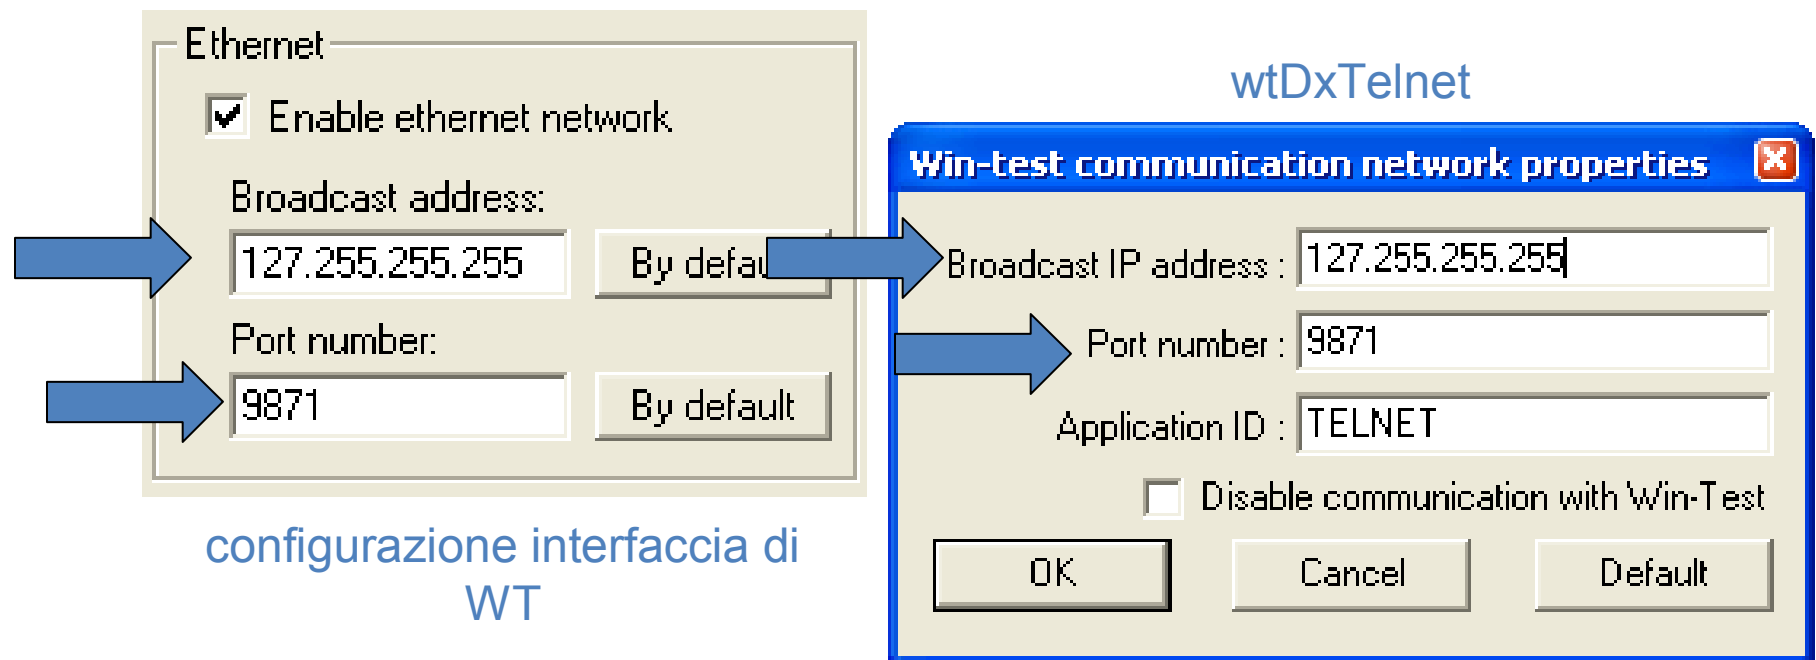 Ethernet
Enable ethernet network
Broadcast address:
127.255.255.255
By defau
Port number:
9871
By default
configurazione interfaccia di
WT
wtDxTelnet
Win-test communication network properties
Broadcast IP address : 127.255.255.255
Port number : 9871
Application ID : TELNET
Disable communication with Win-Test
OK
Cancel
Default